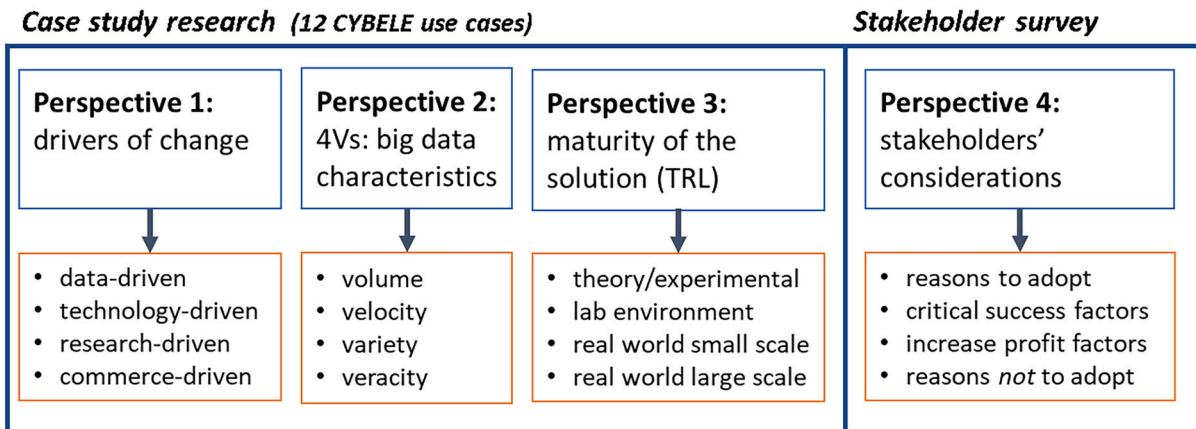 Case study research (12 CYBELE use cases)
Stakeholder survey
Perspective 1:
drivers of change
Perspective 2:
4Vs: big data
characteristics
Perspective 3:
maturity of the
solution (TRL)
Perspective 4:
stakeholders'
considerations
• data-driven
• technology-driven
• research-driven
• commerce-driven
• volume
• velocity
• variety
• veracity
• theory/experimental
• lab environment
• real world small scale
• real world large scale
• reasons to adopt
• critical success factors
• increase profit factors
• reasons not to adopt